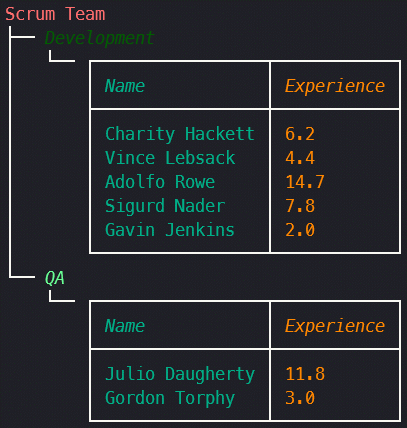 Scrum Team
Development
Name Experience
Charity Hackett 6.2
Vince Lebsack 4.4
Adolfo Rowe 14.7
Sigurd Nader 7.8
Gavin Jenkins 2.0
QA
Name Experience
Julio Daugherty 11.8
Gordon Torphy 3.0